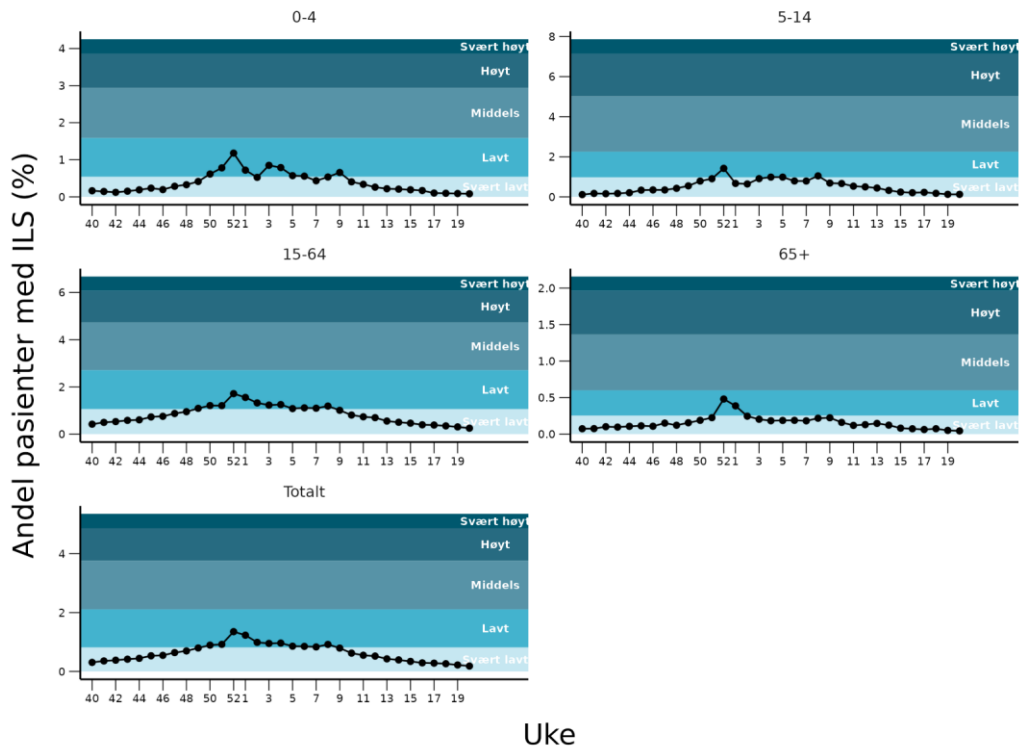 Andel pasienter med ILS (%)
0-4
4
3
2
1
0
Svært høyt
Høyt
Middels
Lavt
Svært lavt
40 42 44 46 48 50 52 1 3 5 7 9 11 13 15 17 19
5-14
8
6
4
2
0
Svært høyt
Høyt
Middels
Lavt
Svært lavt
40 42 44 46 48 50 52 1 3 5 7 9 11 13 15 17 19
15-64
6
4
2
0
Svært høyt
Høyt
Middels
Lavt
Svært lavt
40 42 44 46 48 50 52 1 3 5 7 9 11 13 15 17 19
65+
2.0
1.5
1.0
0.5
0.0
Svært høyt
Høyt
Middels
Lavt
Svært lavt
40 42 44 46 48 50 52 1 3 5 7 9 11 13 15 17 19
Totalt
4
2
0
Svært høyt
Høyt
Middels
Lavt
Svært lavt
40 42 44 46 48 50 52 1 3 5 7 9 11 13 15 17 19
Uke